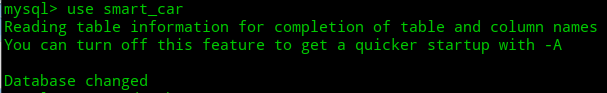 mysql> use smart_car
Reading table information for completion of table and column names
You can turn off this feature to get a quicker startup with -A
Database changed